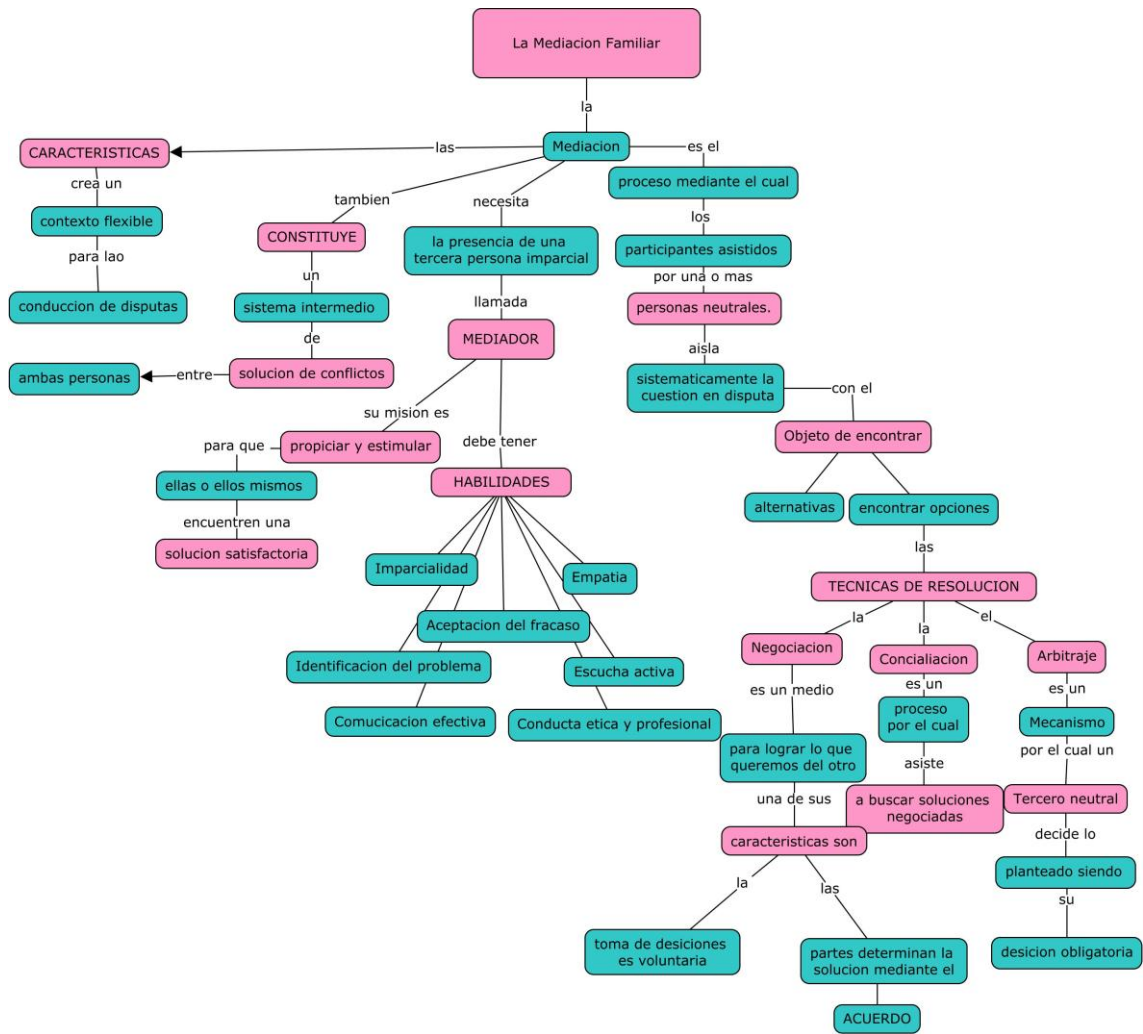 La Mediacion Familiar
la
Mediacion
las
CARACTERISTICAS
crea un
contexto flexible
para lao
conduccion de disputas
tambien
CONSTITUYE
un
sistema intermedio
de
solucion de conflictos
entre
ambas personas
necesita
la presencia de una
tercera persona imparcial
llamada
MEDIADOR
su mision es
propiciar y estimular
para que
ellas o ellos mismos
encuentren una
solucion satisfactoria
debe tener
HABILIDADES
Imparcialidad
Empatia
Aceptacion del fracaso
Identificacion del problema
Escucha activa
Comucicacion efectiva
Conducta etica y profesional
es el
proceso mediante el cual
los
participantes asistidos
por una o mas
personas neutrales.
aisla
sistematicamente la
cuestion en disputa
con el
Objeto de encontrar
alternativas
encontrar opciones
las
TECNICAS DE RESOLUCION
la
Negociacion
es un medio
para lograr lo que
queremos del otro
una de sus
caracteristicas son
la
toma de desiciones
es voluntaria
las
partes determinan la
solucion mediante el
ACUERDO
la
Concialiacion
es un
proceso
por el cual
asiste
a buscar soluciones
negociadas
el
Arbitraje
es un
Mecanismo
por el cual un
Tercero neutral
decide lo
planteado siendo
su
desicion obligatoria